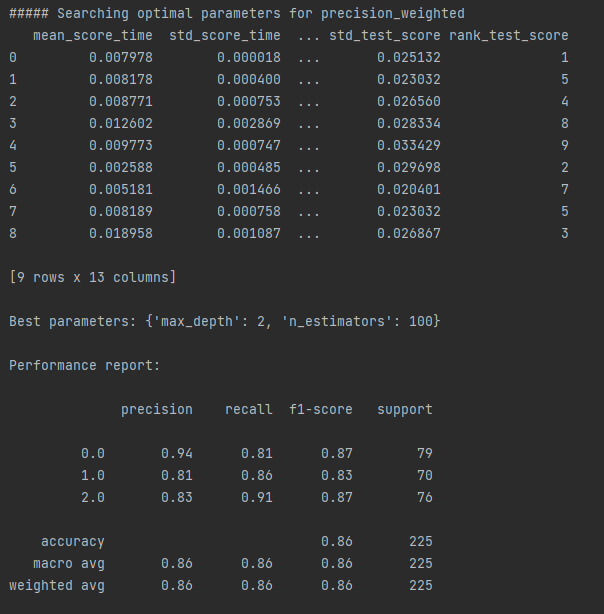 ##### Searching optimal parameters for precision_weighted
   mean_score_time  std_score_time  ... std_test_score rank_test_score
0         0.007978        0.000018  ...       0.025132               1
1         0.008178        0.000400  ...       0.023032               5
2         0.008771        0.000753  ...       0.026560               4
3         0.012602        0.002869  ...       0.028334               8
4         0.009773        0.000747  ...       0.033429               9
5         0.002588        0.000485  ...       0.029698               2
6         0.005181        0.001466  ...       0.020401               7
7         0.008189        0.000758  ...       0.023032               5
8         0.018958        0.001087  ...       0.026867               3
[9 rows x 13 columns]
Best parameters: {'max_depth': 2, 'n_estimators': 100}
Performance report:
              precision    recall  f1-score   support
         0.0       0.94      0.81      0.87        79
         1.0       0.81      0.86      0.83        70
         2.0       0.83      0.91      0.87        76
    accuracy                           0.86       225
   macro avg       0.86      0.86      0.86       225
weighted avg       0.86      0.86      0.86       225